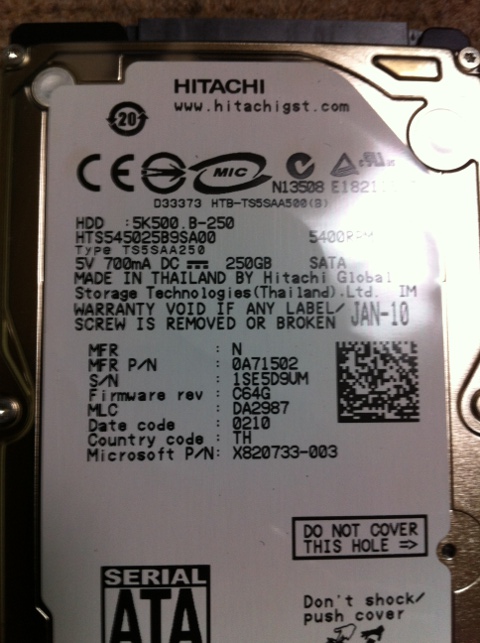 HITACHI
www.hitachigst.com
20
CE MIC
N13508 E1821
D33373 HTB-TS5SAA500(B)
HDD :5K500.B-250
HTS545025B9SA00 5400RPM
Type TS5SAA250
5V 700mA DC 250GB SATA
MADE IN THAILAND BY Hitachi Global
Storage Technologies(Thailand).Ltd. IM
WARRANTY VOID IF ANY LABEL/
SCREW IS REMOVED OR BROKEN JAN-10
MFR : N
MFR P/N : 0A71502
S/N : 1SE5D9UM
Firmware rev : C64G
MLC : DA2987
Date code : 0210
Country code : TH
Microsoft P/N: X820733-003
DO NOT COVER
THIS HOLE =>
SERIAL
ATA
Don't shock/
push cover